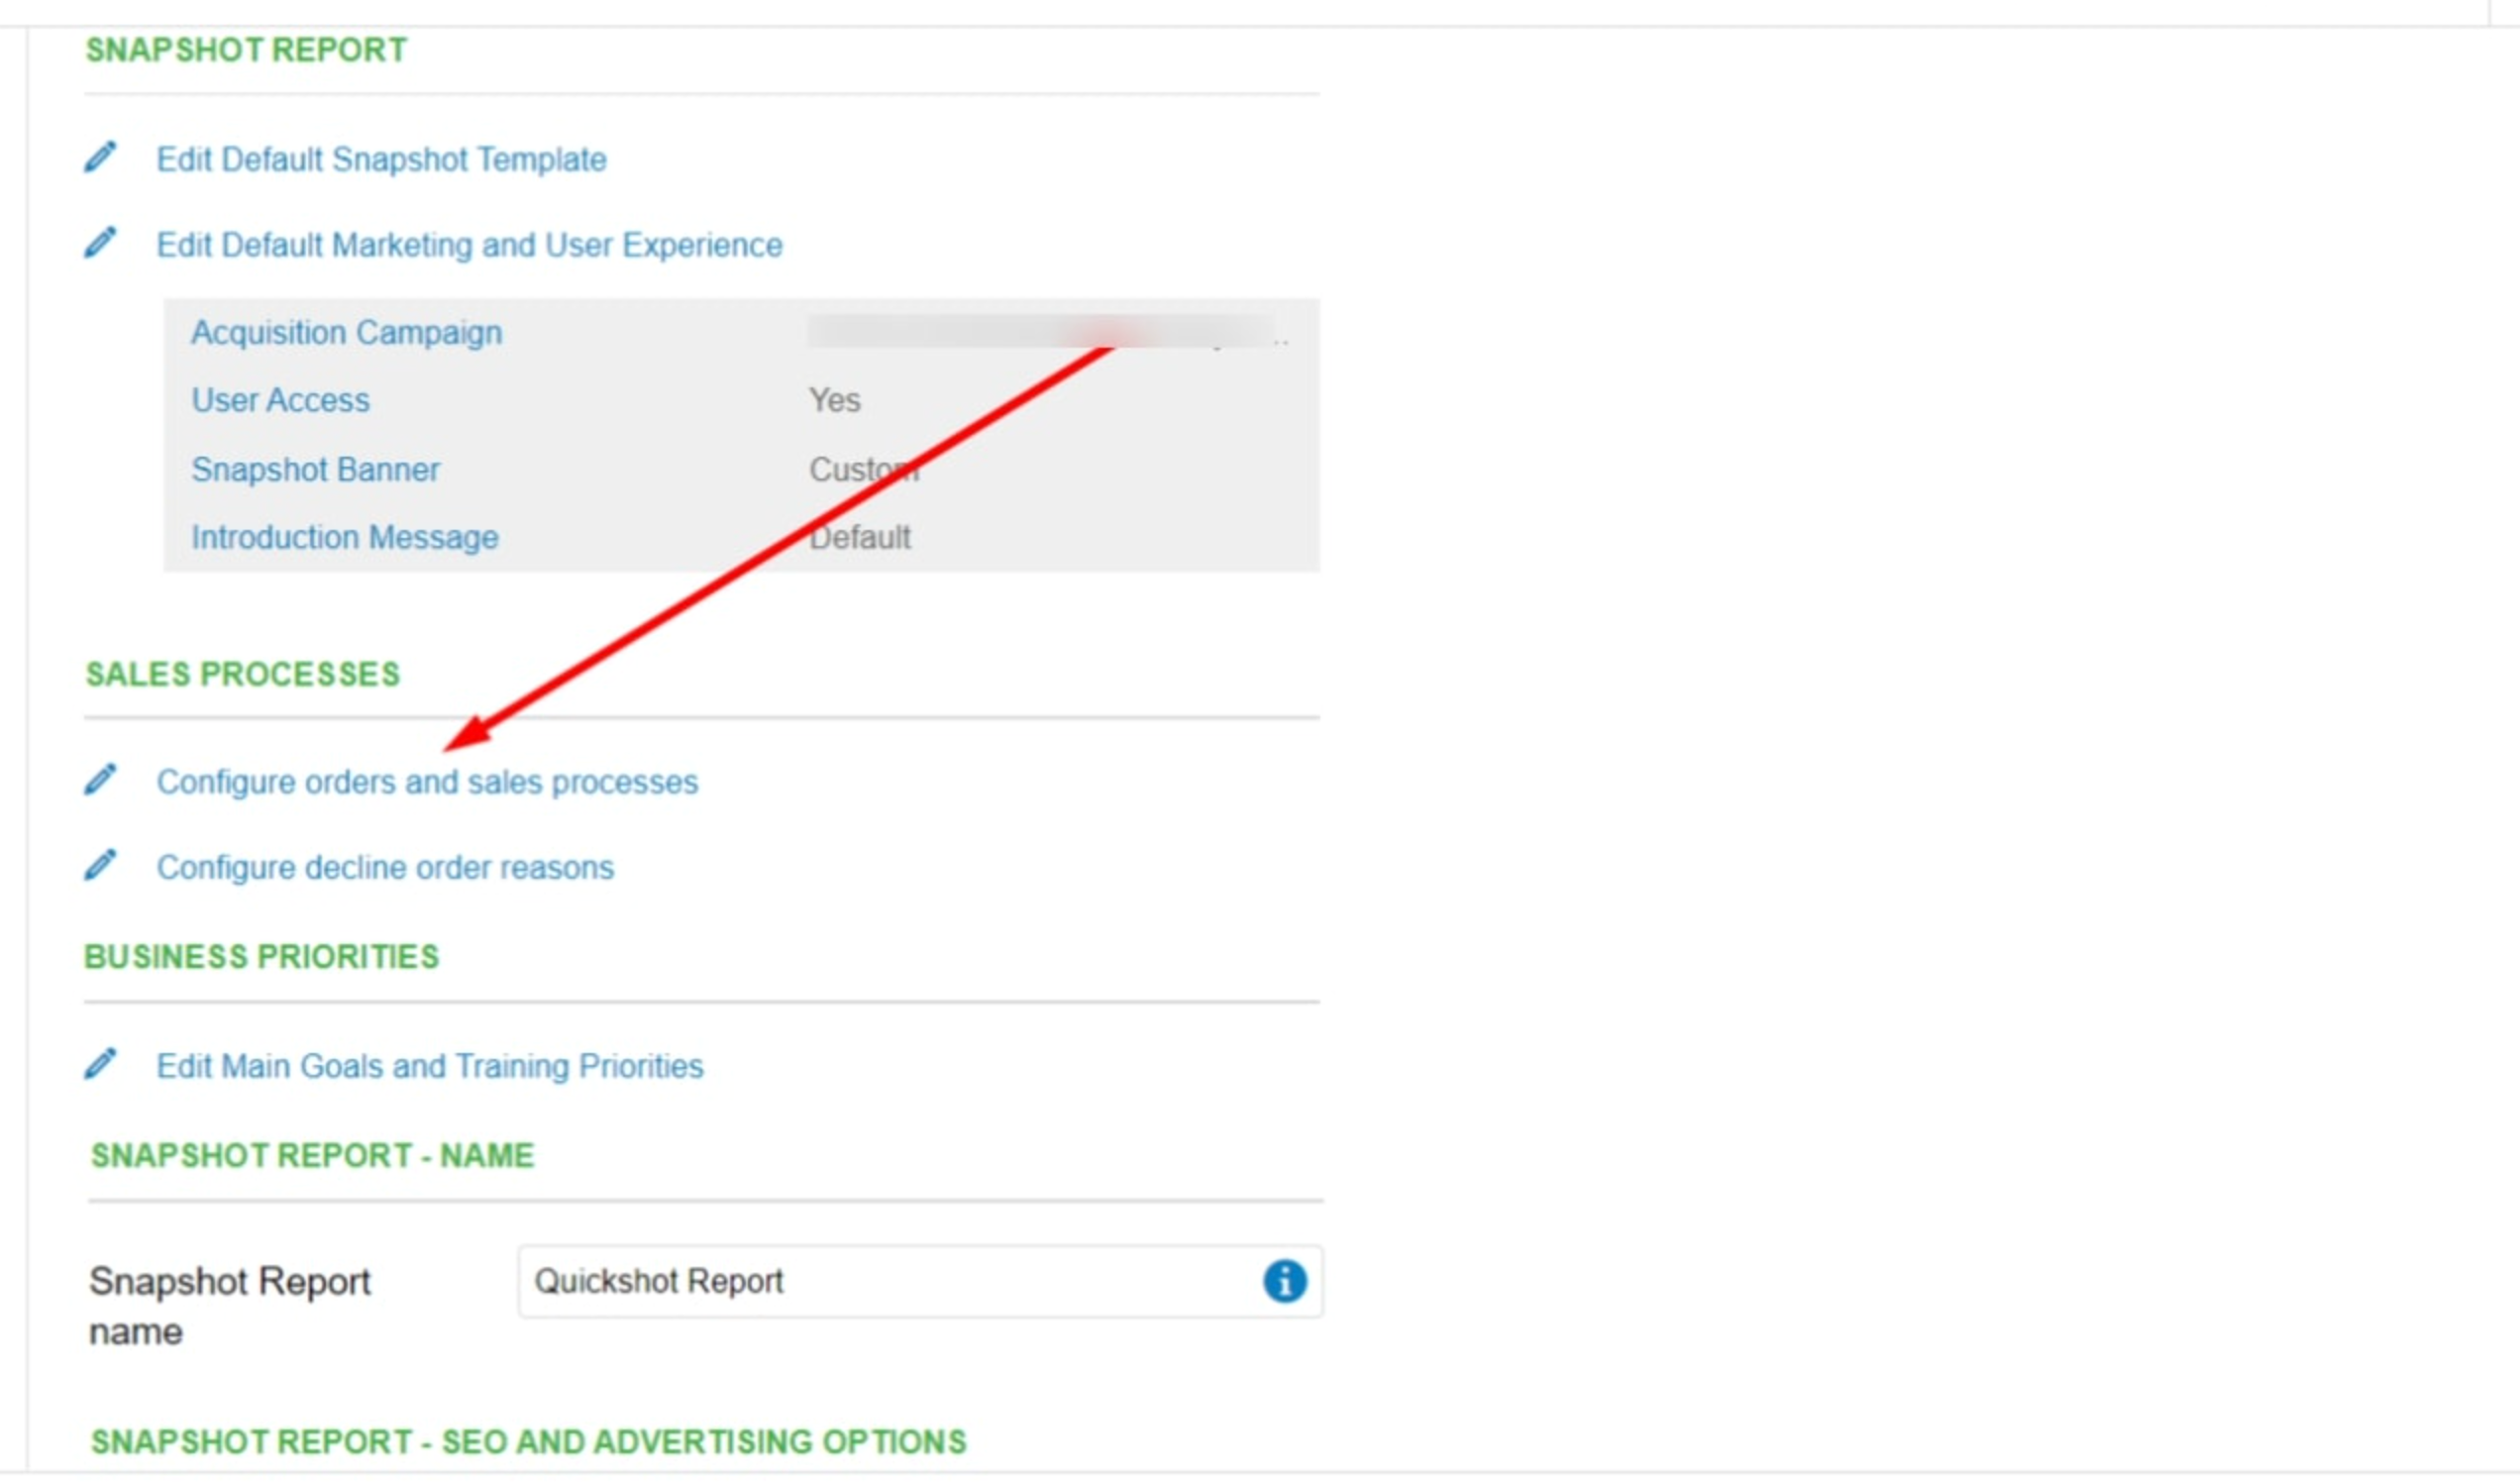 SNAPSHOT REPORT
Edit Default Snapshot Template
Edit Default Marketing and User Experience
Acquisition Campaign
User Access Yes
Snapshot Banner Custom
Introduction Message Default
SALES PROCESSES
Configure orders and sales processes
Configure decline order reasons
BUSINESS PRIORITIES
Edit Main Goals and Training Priorities
SNAPSHOT REPORT - NAME
Snapshot Report Quickshot Report
name
SNAPSHOT REPORT - SEO AND ADVERTISING OPTIONS